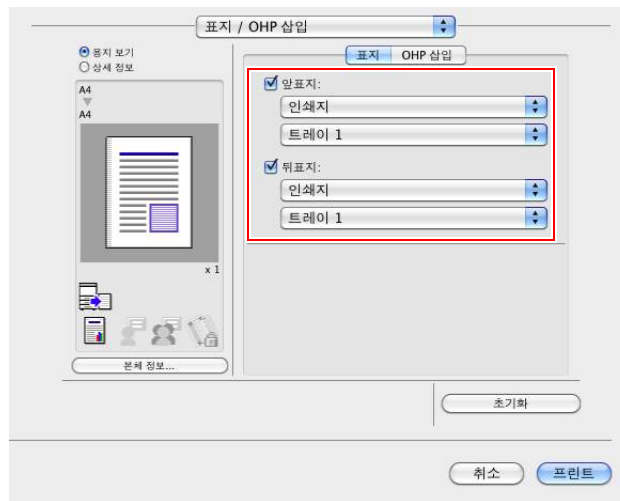 표지 / OHP 삽입
용지 보기
상세 정보
A4
A4
x 1
본체 정보...
표지
OHP 삽입
앞표지:
인쇄지
트레이 1
뒤표지:
인쇄지
트레이 1
초기화
취소
프린트